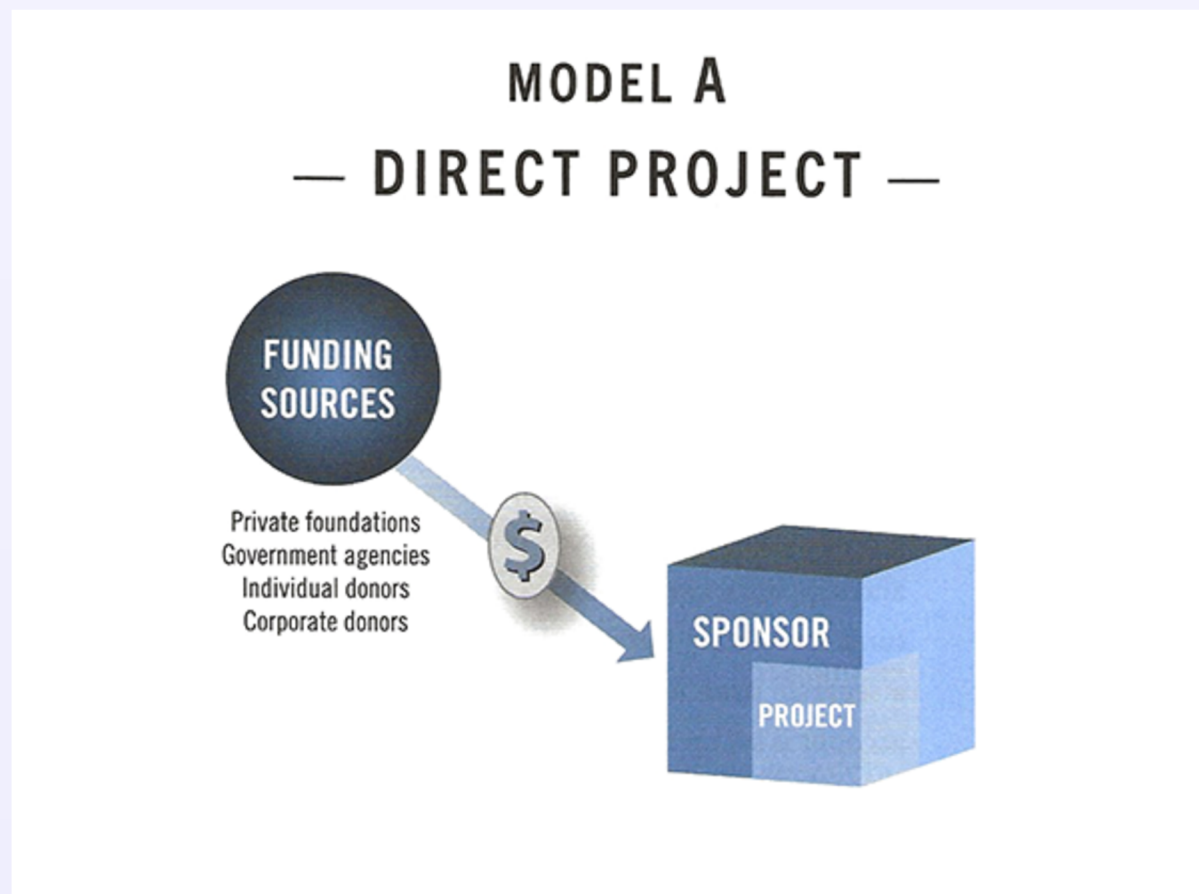 MODEL A
— DIRECT PROJECT —
FUNDING
SOURCES
Private foundations
Government agencies
Individual donors
Corporate donors
$
SPONSOR
PROJECT